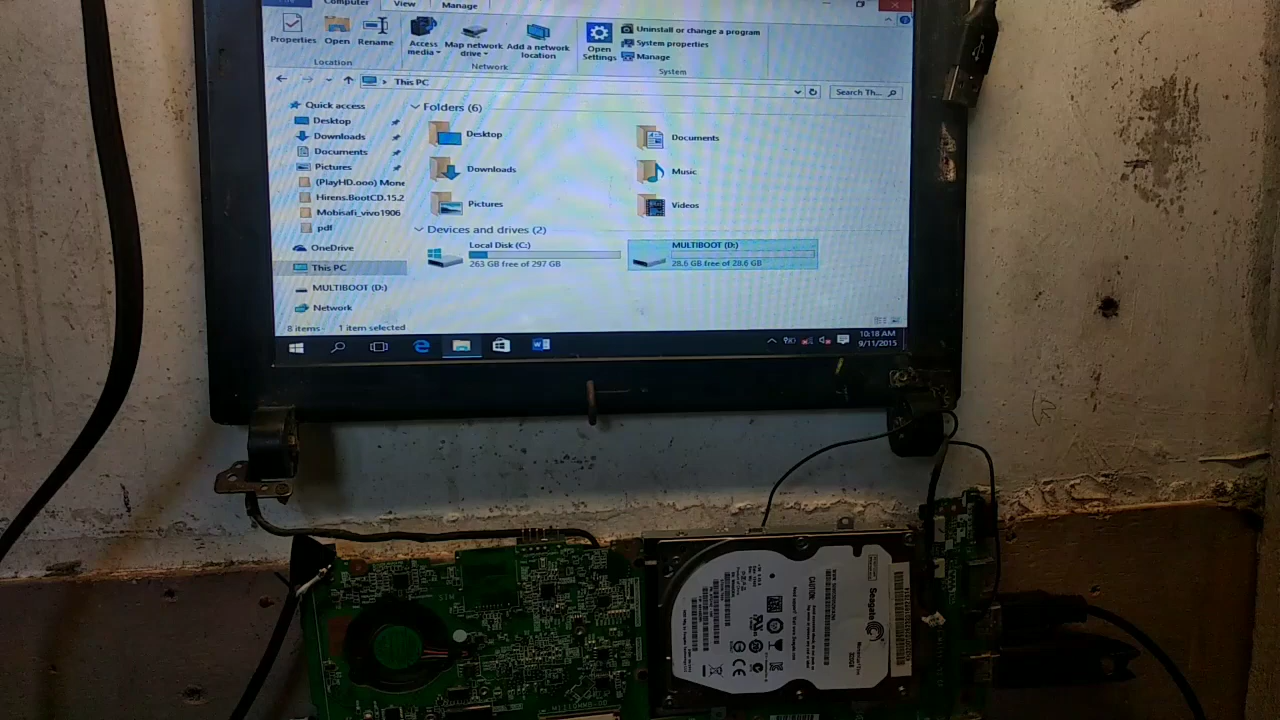 Computer View Manage
Properties Open Rename Access media Map network drive Add a network location Open Settings Uninstall or change a program
System properties
Manage
Location Network System
This PC Search Th...
Quick access
Desktop
Downloads
Documents
Pictures
(PlayHD.ooo) Mone
Hirens.BootCD.15.2
Mobisafi_vivo1906
pdf
OneDrive
This PC
MULTIBOOT (D:)
Network
Folders (6)
Desktop Documents
Downloads Music
Pictures Videos
Devices and drives (2)
Local Disk (C:) MULTIBOOT (D:)
263 GB free of 297 GB 28.6 GB free of 28.6 GB
8 items 1 item selected
10:18 AM
9/11/2015
Seagate
CAUTION: